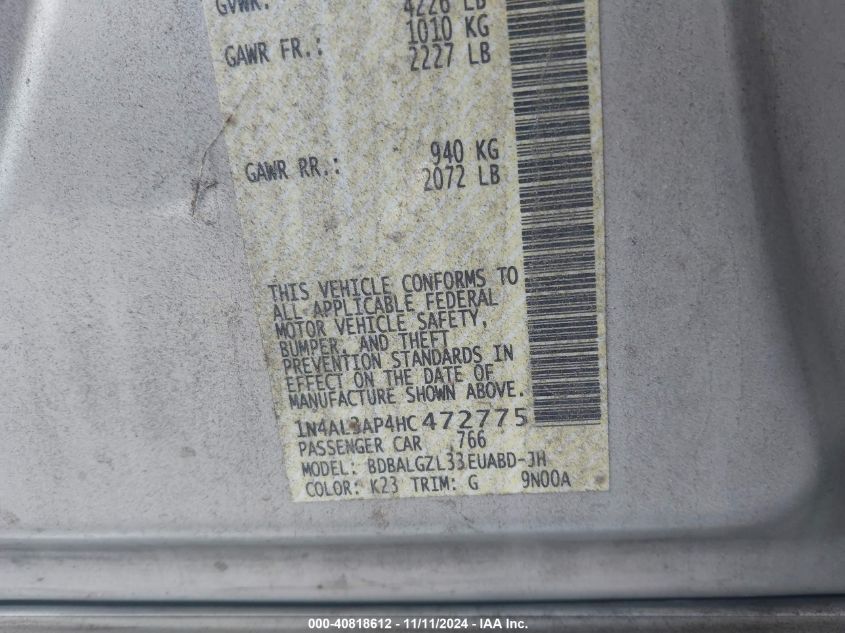 GVWR: 4226 LB
GAWR FR.: 1010 KG
2227 LB
GAWR RR.: 940 KG
2072 LB
THIS VEHICLE CONFORMS TO
ALL APPLICABLE FEDERAL
MOTOR VEHICLE SAFETY,
BUMPER, AND THEFT
PREVENTION STANDARDS IN
EFFECT ON THE DATE OF
MANUFACTURE SHOWN ABOVE.
1N4AL3AP4HC472775
PASSENGER CAR 766
MODEL: BDBALGZL33EUABD-JH
COLOR: K23 TRIM: G 9N00A
000-40818612 - 11/11/2024 - IAA Inc.